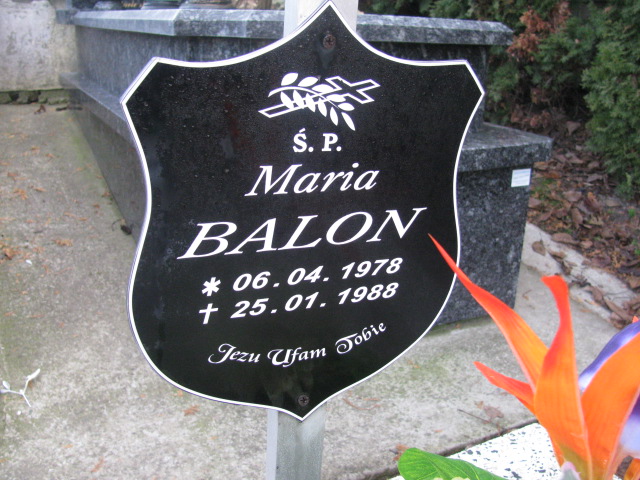 Ś. P.
Maria
BALON
* 06.04.1978
† 25.01.1988
Jezu Ufam Tobie